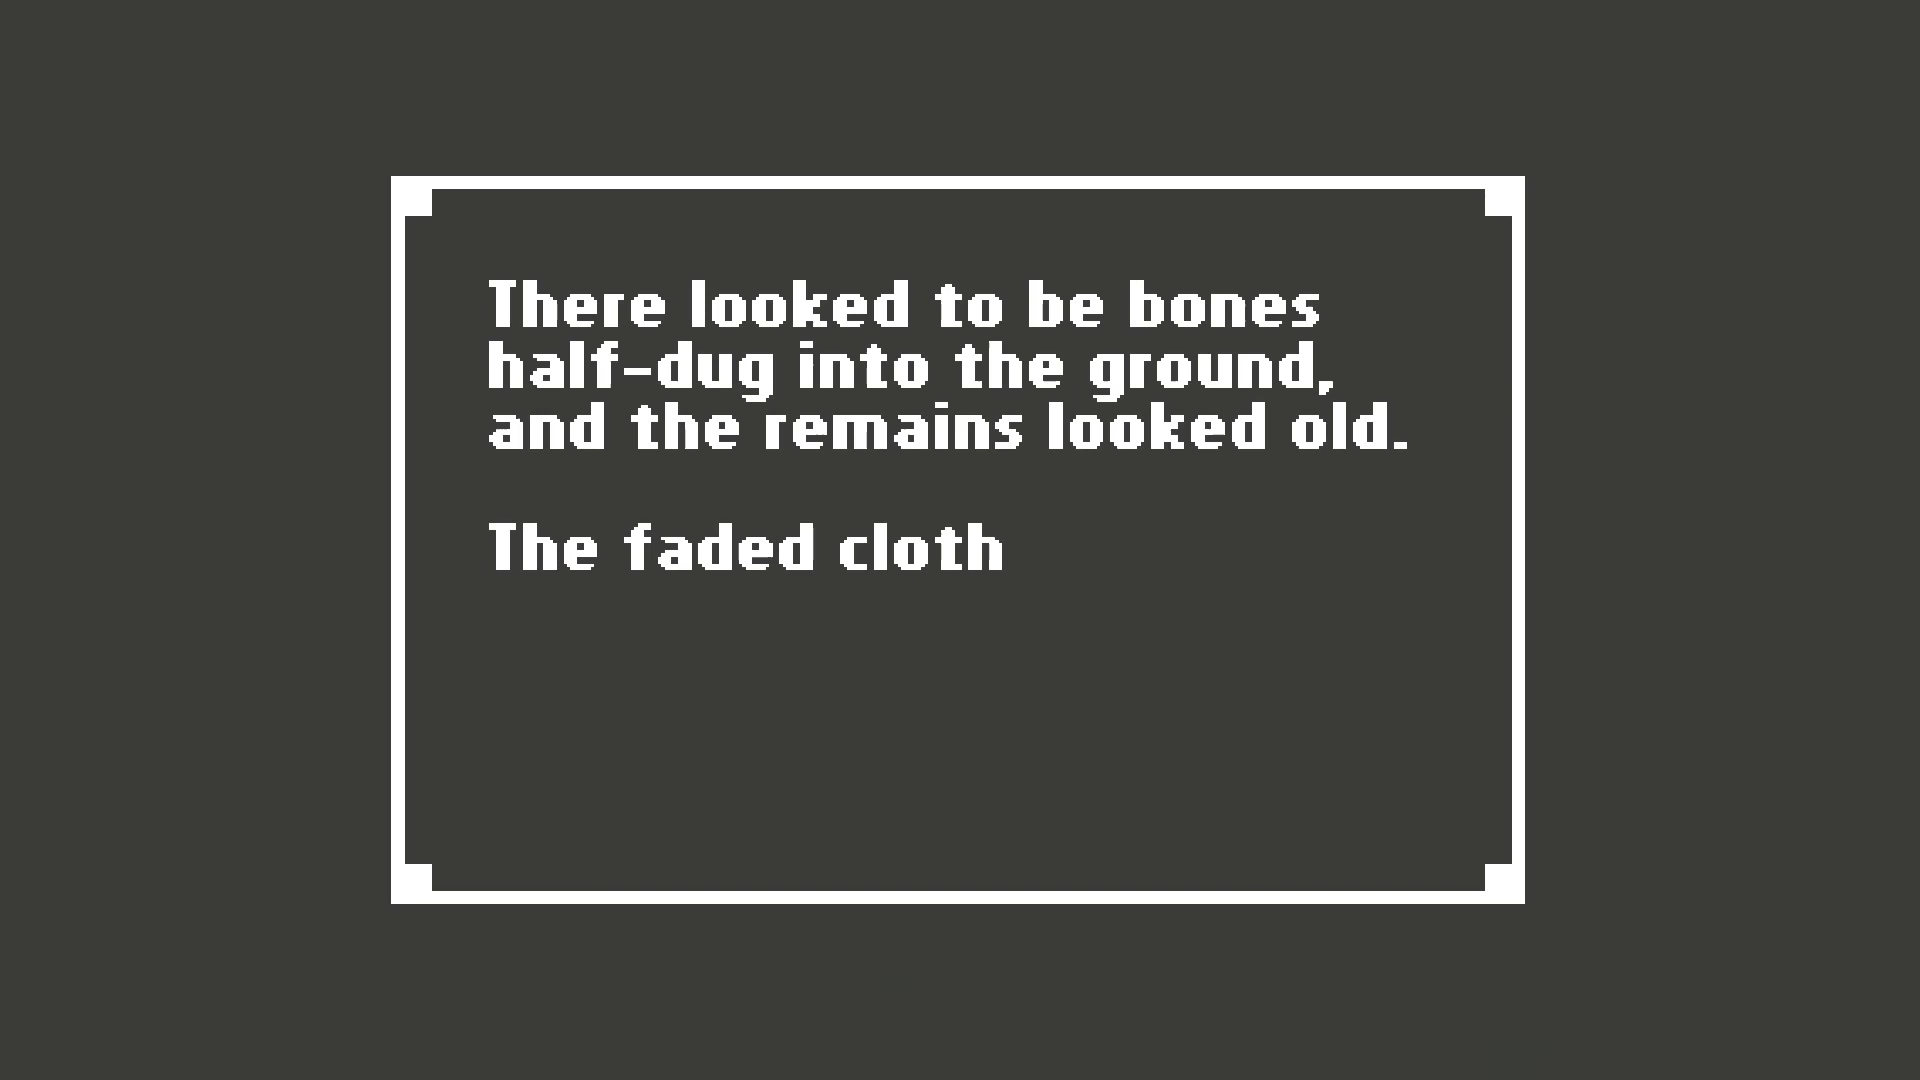 There looked to be bones
half-dug into the ground,
and the remains looked old.
The faded cloth